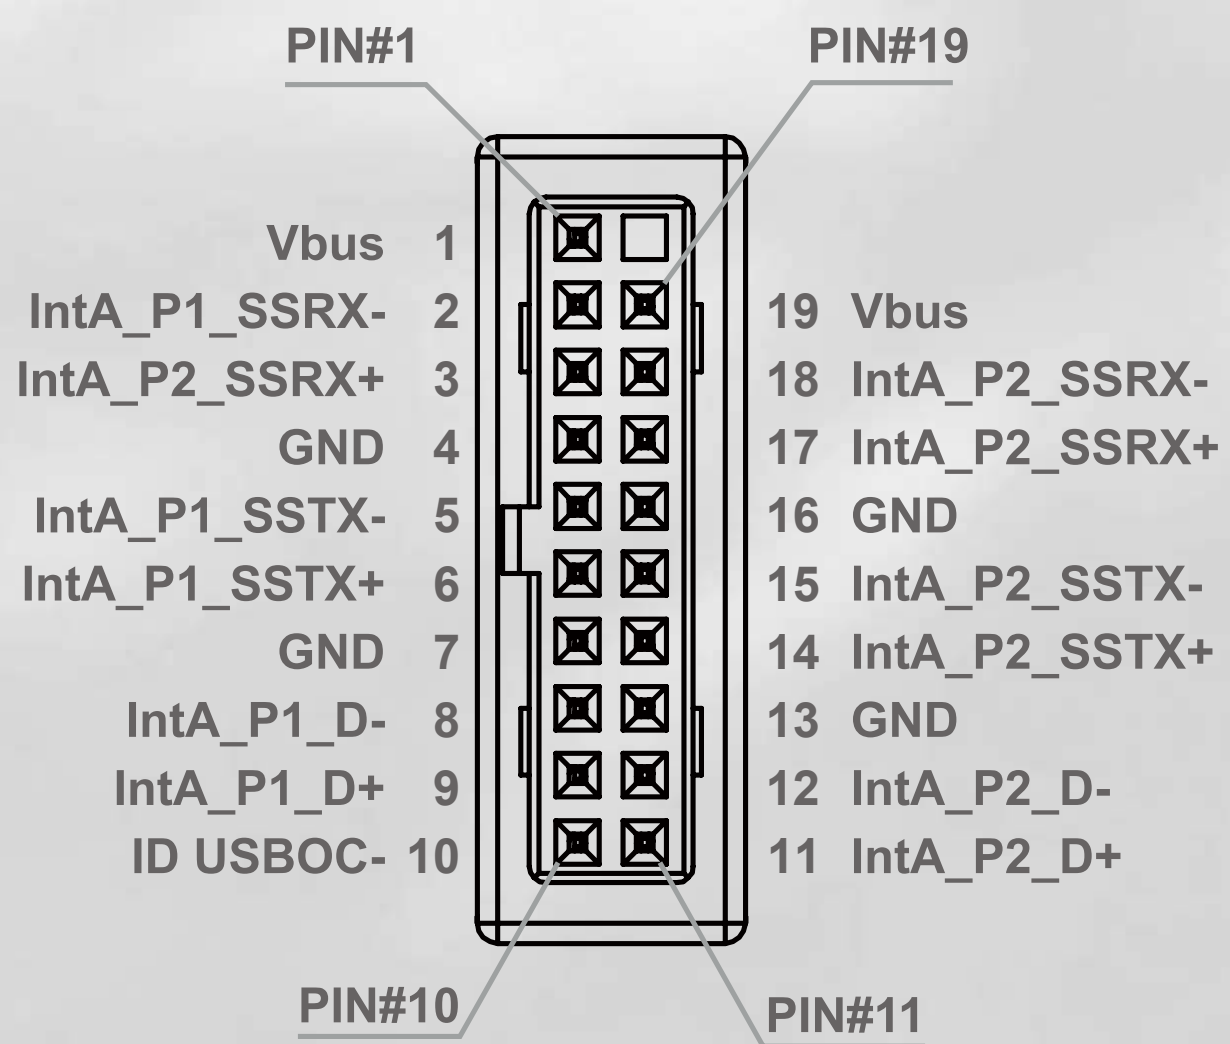 PIN#1
PIN#19
Vbus 1
IntA_P1_SSRX- 2
19 Vbus
IntA_P2_SSRX+ 3
18 IntA_P2_SSRX-
GND 4
17 IntA_P2_SSRX+
IntA_P1_SSTX- 5
16 GND
IntA_P1_SSTX+ 6
15 IntA_P2_SSTX-
GND 7
14 IntA_P2_SSTX+
IntA_P1_D- 8
13 GND
IntA_P1_D+ 9
12 IntA_P2_D-
ID USBOC- 10
11 IntA_P2_D+
PIN#10
PIN#11